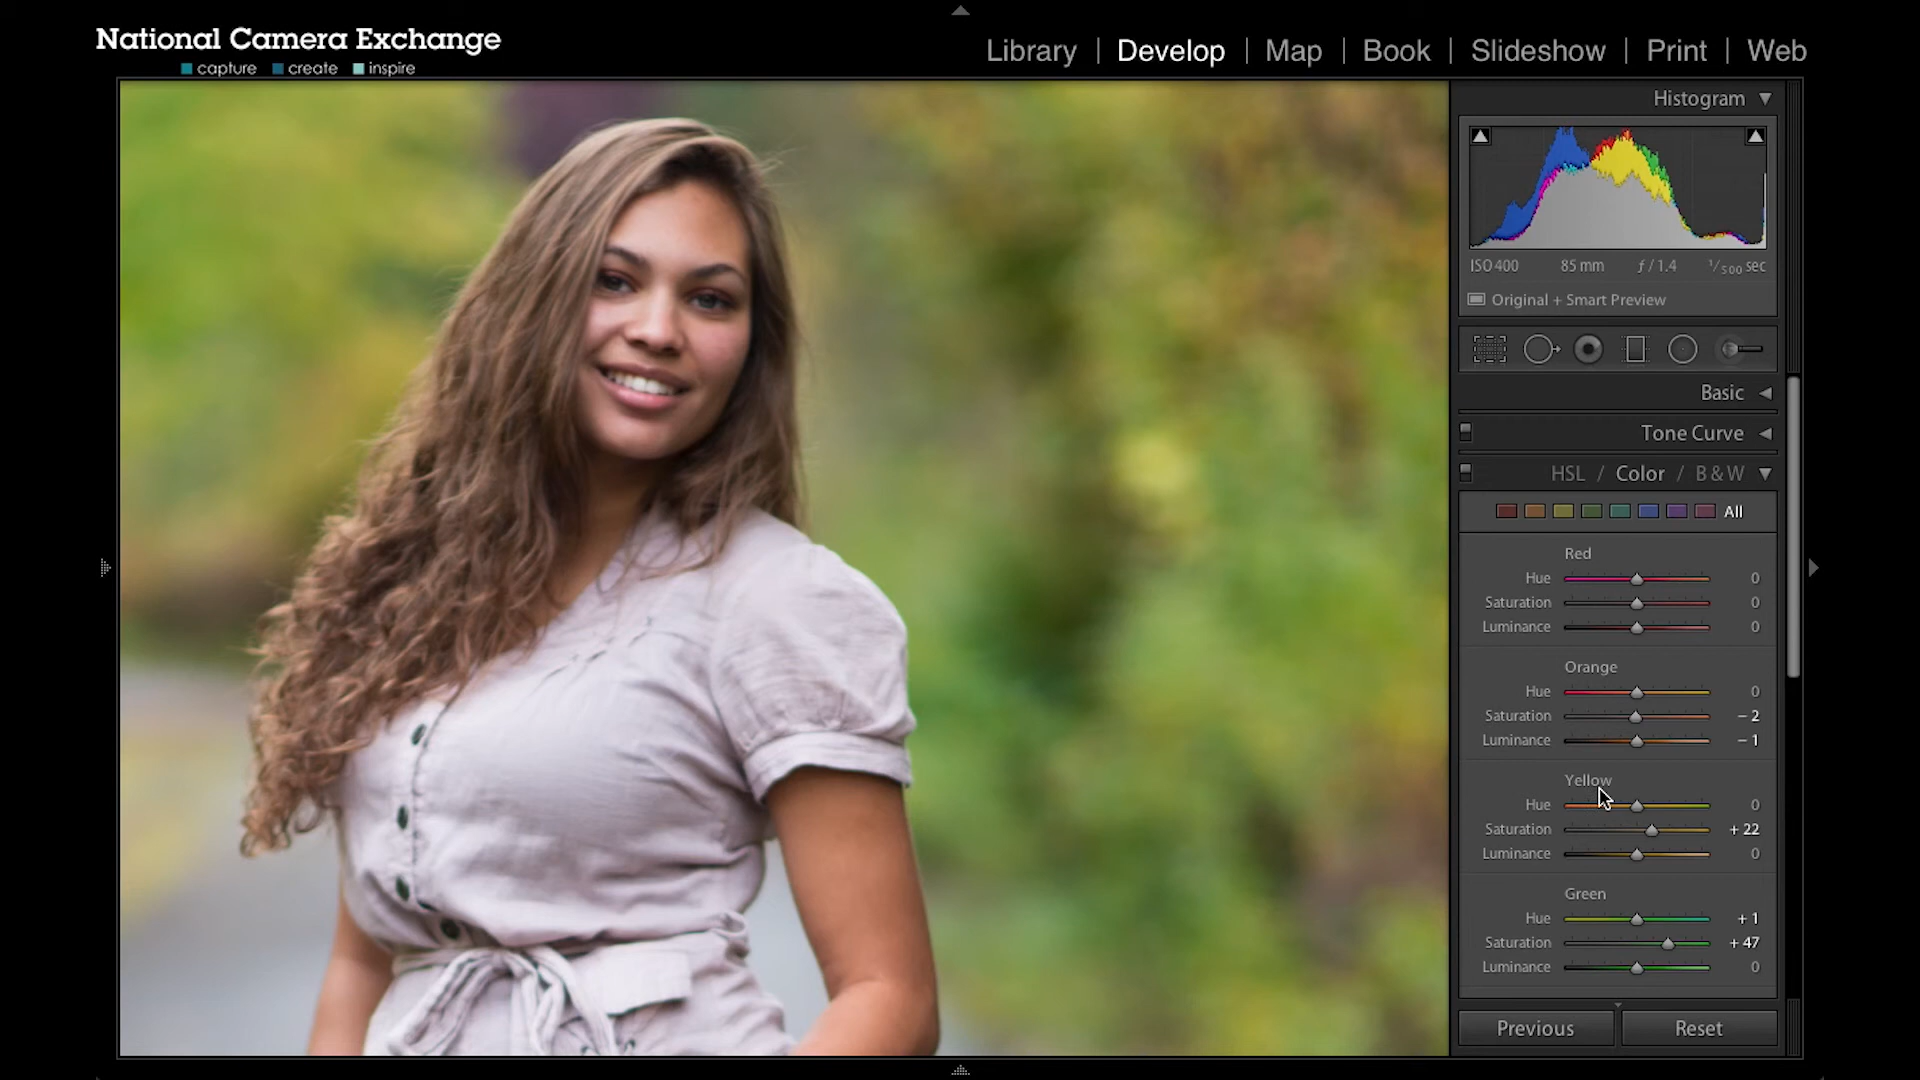 National Camera Exchange
capture create inspire
Library | Develop | Map | Book | Slideshow | Print | Web
Histogram
ISO 400 85 mm ƒ / 1.4 1/500 sec
Original + Smart Preview
Basic
Tone Curve
HSL / Color / B & W
All
Red
Hue 0
Saturation 0
Luminance 0
Orange
Hue 0
Saturation – 2
Luminance – 1
Yellow
Hue 0
Saturation + 22
Luminance 0
Green
Hue + 1
Saturation + 47
Luminance 0
Previous Reset